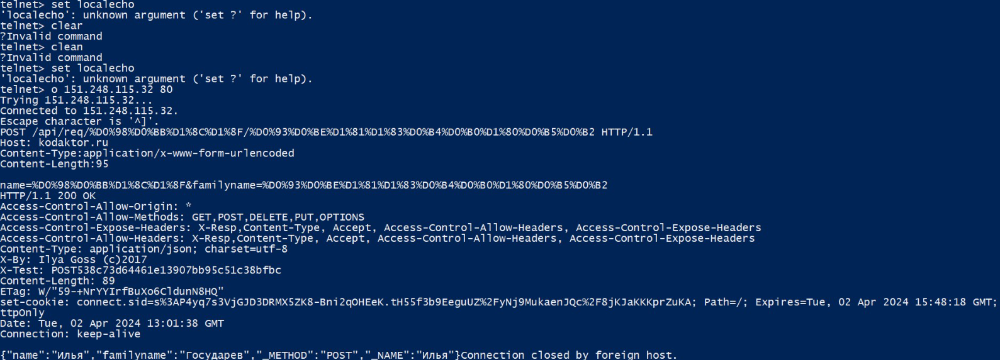 telnet> set localecho
'localecho': unknown argument ('set ?' for help).
telnet> clear
?Invalid command
telnet> clean
?Invalid command
telnet> set localecho
'localecho': unknown argument ('set ?' for help).
telnet> o 151.248.115.32 80
Trying 151.248.115.32...
Connected to 151.248.115.32.
Escape character is '^]'.
POST /api/req/%D0%98%D0%BB%D1%8C%D1%8F/%D0%93%D0%BE%D1%81%D1%83%D0%B4%D0%B0%D1%80%D0%B5%D0%B2 HTTP/1.1
Host: kodaktor.ru
Content-Type:application/x-www-form-urlencoded
Content-Length:95

name=%D0%98%D0%BB%D1%8C%D1%8F&familyname=%D0%93%D0%BE%D1%81%D1%83%D0%B4%D0%B0%D1%80%D0%B5%D0%B2
HTTP/1.1 200 OK
Access-Control-Allow-Origin: *
Access-Control-Allow-Methods: GET,POST,DELETE,PUT,OPTIONS
Access-Control-Expose-Headers: X-Resp,Content-Type, Accept, Access-Control-Allow-Headers, Access-Control-Expose-Headers
Access-Control-Allow-Headers: X-Resp,Content-Type, Accept, Access-Control-Allow-Headers, Access-Control-Expose-Headers
Content-Type: application/json; charset=utf-8
X-By: Ilya Goss (c)2017
X-Test: POST538c73d64461e13907bb95c51c38bfbc
Content-Length: 89
ETag: W/"59-+NrYYIrfBuXo6CldunN8HQ"
set-cookie: connect.sid=s%3AP4yq7s3VjGJD3DRMX5ZK8-Bni2qOHEeK.tH55f3b9EeguUZ%2FyNj9MukaenJQc%2F8jKJaKKKprZuKA; Path=/; Expires=Tue, 02 Apr 2024 15:48:18 GMT;
ttpOnly
Date: Tue, 02 Apr 2024 13:01:38 GMT
Connection: keep-alive

{"name":"Илья","familyname":"Государев","_METHOD":"POST","_NAME":"Илья"}Connection closed by foreign host.